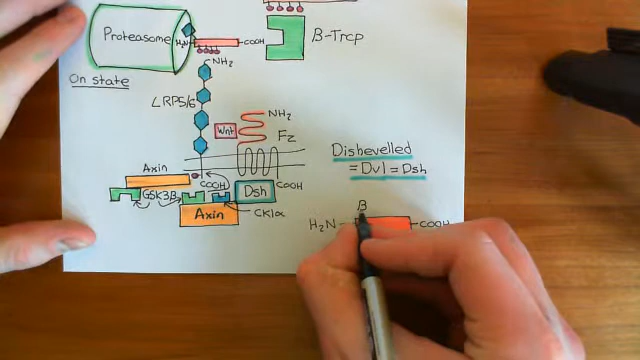 Proteasome
H₂N
COOH
β-Trcp
On state
NH₂
LRP5/6
Wnt
NH₂
Fz
Dishevelled
= Dvl = Dsh
Axin
COOH
COOH
GSK3β
Dsh
Axin
CK1α
β
H₂N
COOH